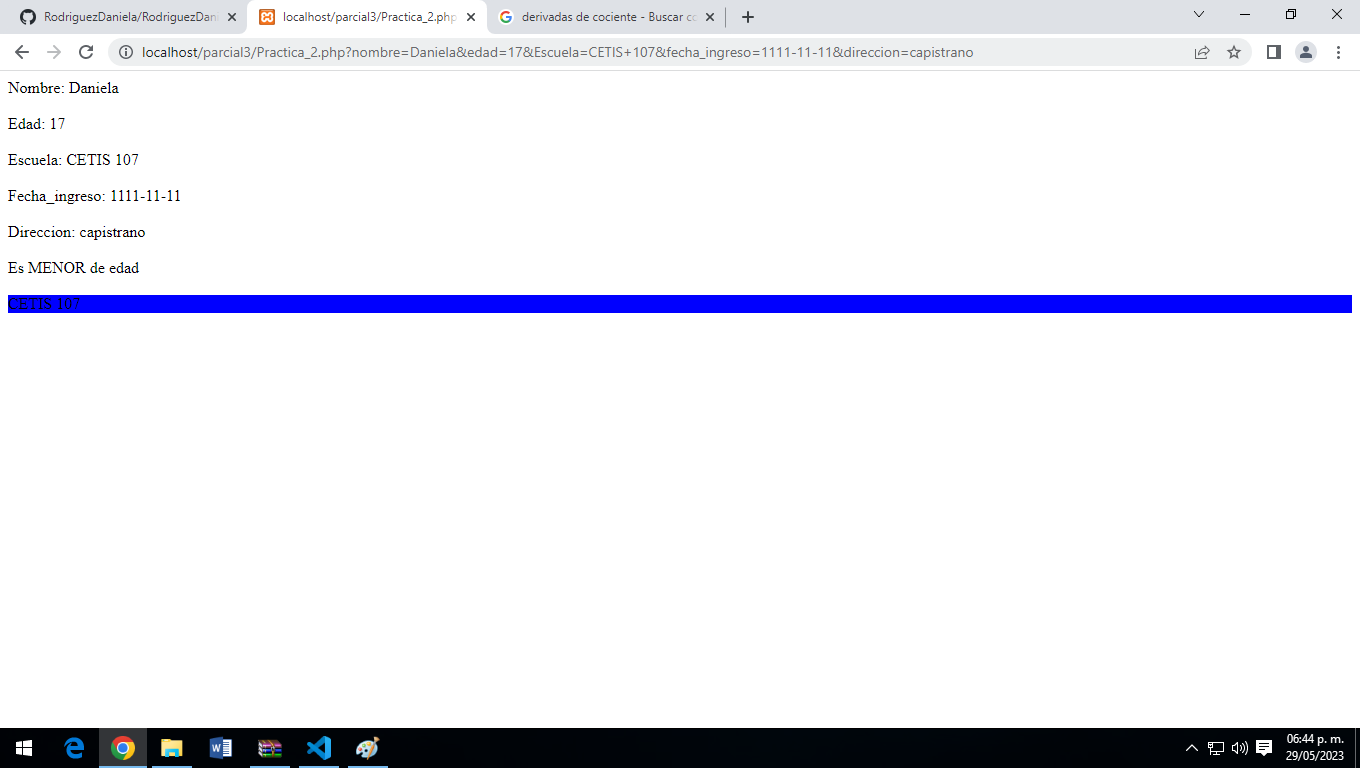 RodriguezDaniela/RodriguezDani
localhost/parcial3/Practica_2.php
derivadas de cociente - Buscar co
localhost/parcial3/Practica_2.php?nombre=Daniela&edad=17&Escuela=CETIS+107&fecha_ingreso=1111-11-11&direccion=capistrano
Nombre: Daniela
Edad: 17
Escuela: CETIS 107
Fecha_ingreso: 1111-11-11
Direccion: capistrano
Es MENOR de edad
CETIS 107
06:44 p. m.
29/05/2023